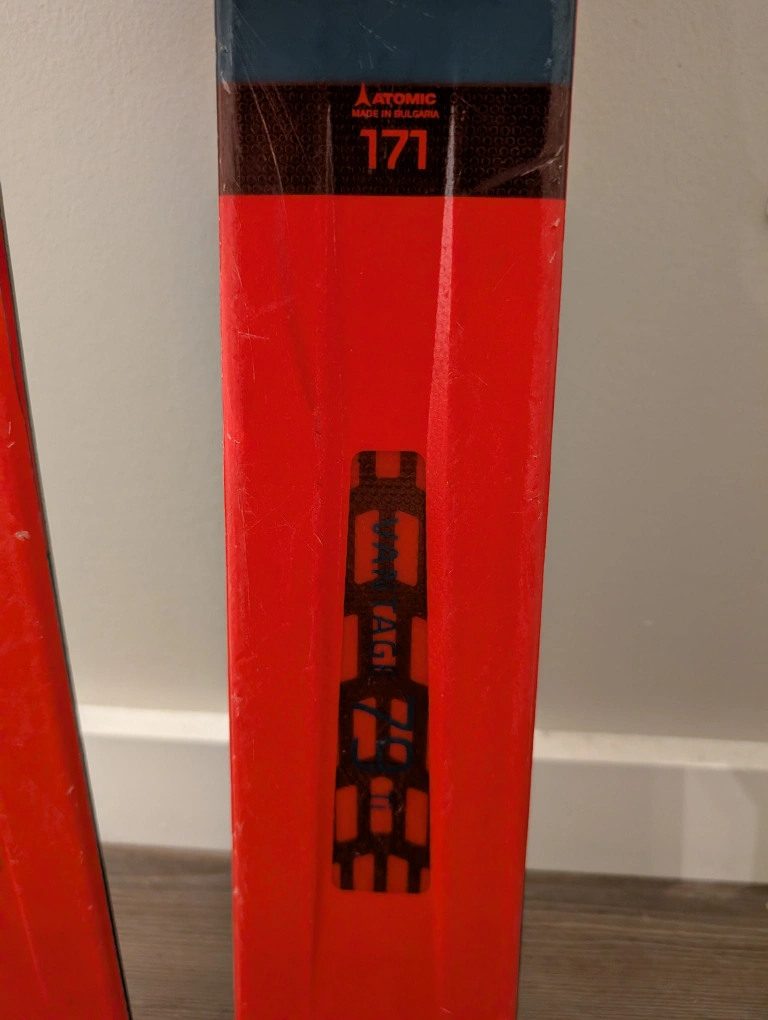 ATOMIC
MADE IN BULGARIA
171
VANTAGE
79
TI